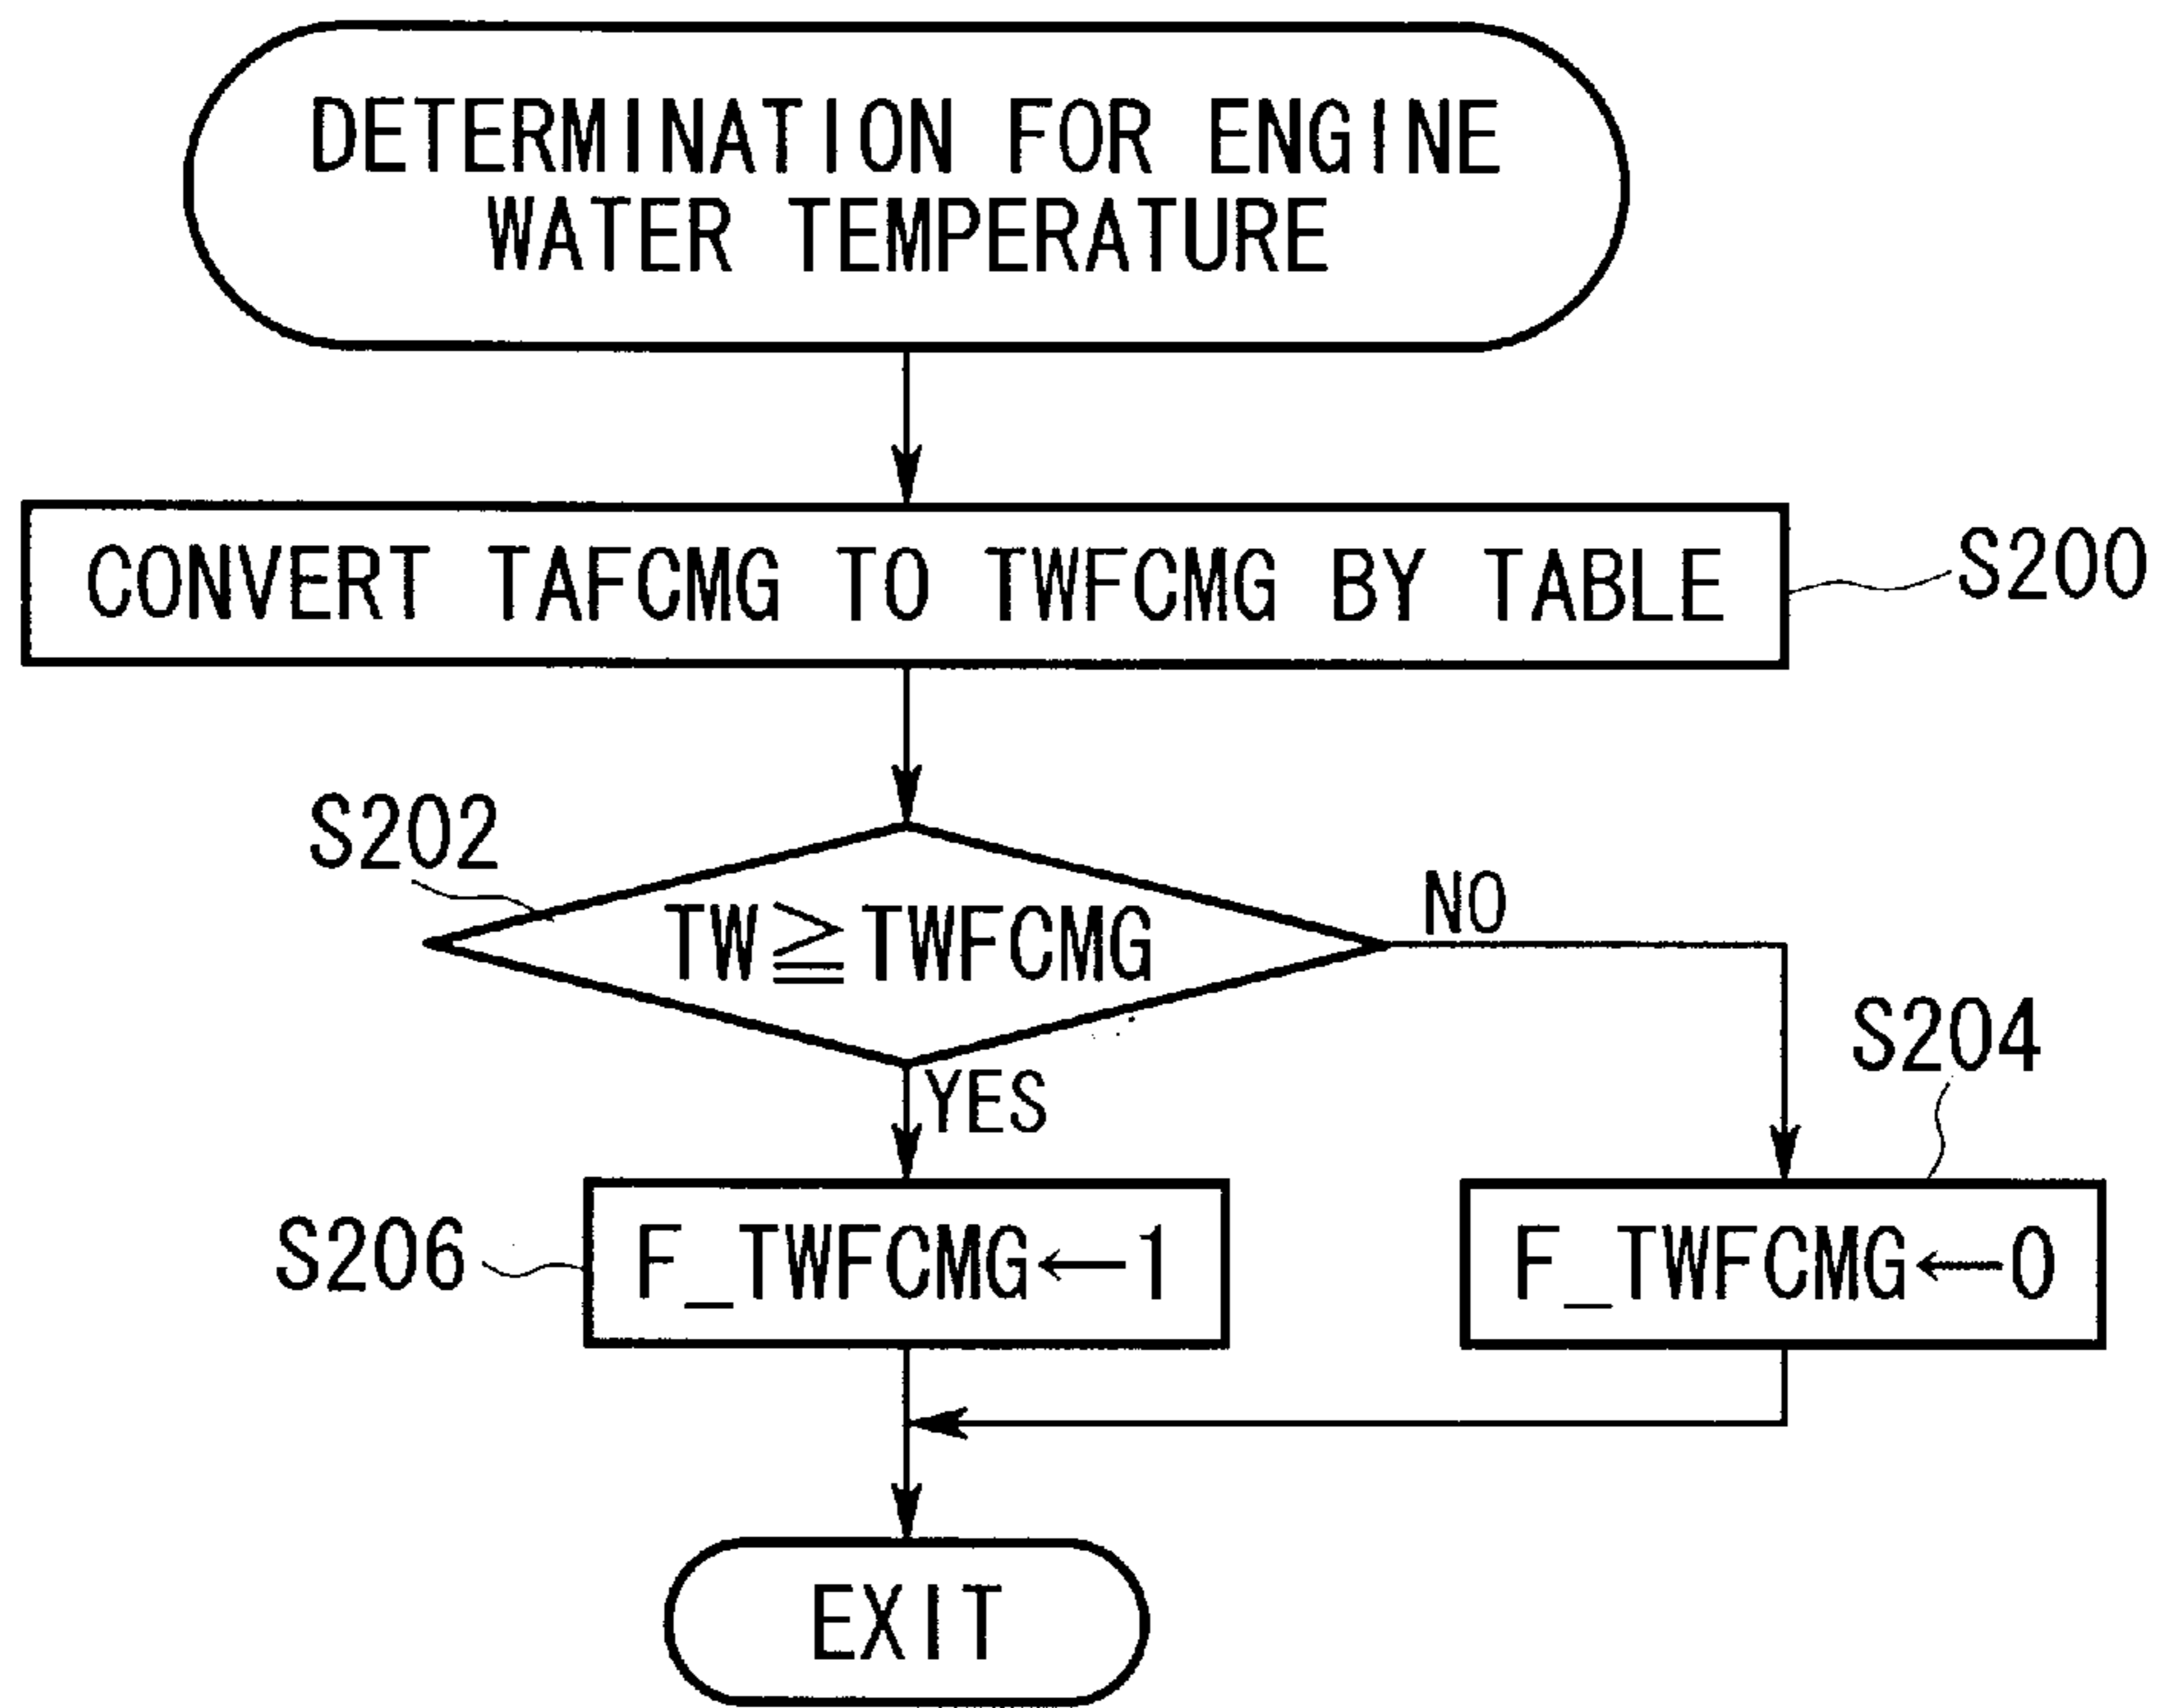 DETERMINATION FOR ENGINE
WATER TEMPERATURE
CONVERT TAFCMG TO TWFCMG BY TABLE
S200
S202
TW≧TWFCMG
NO
YES
S204
S206
F_TWFCMG←1
F_TWFCMG←0
EXIT